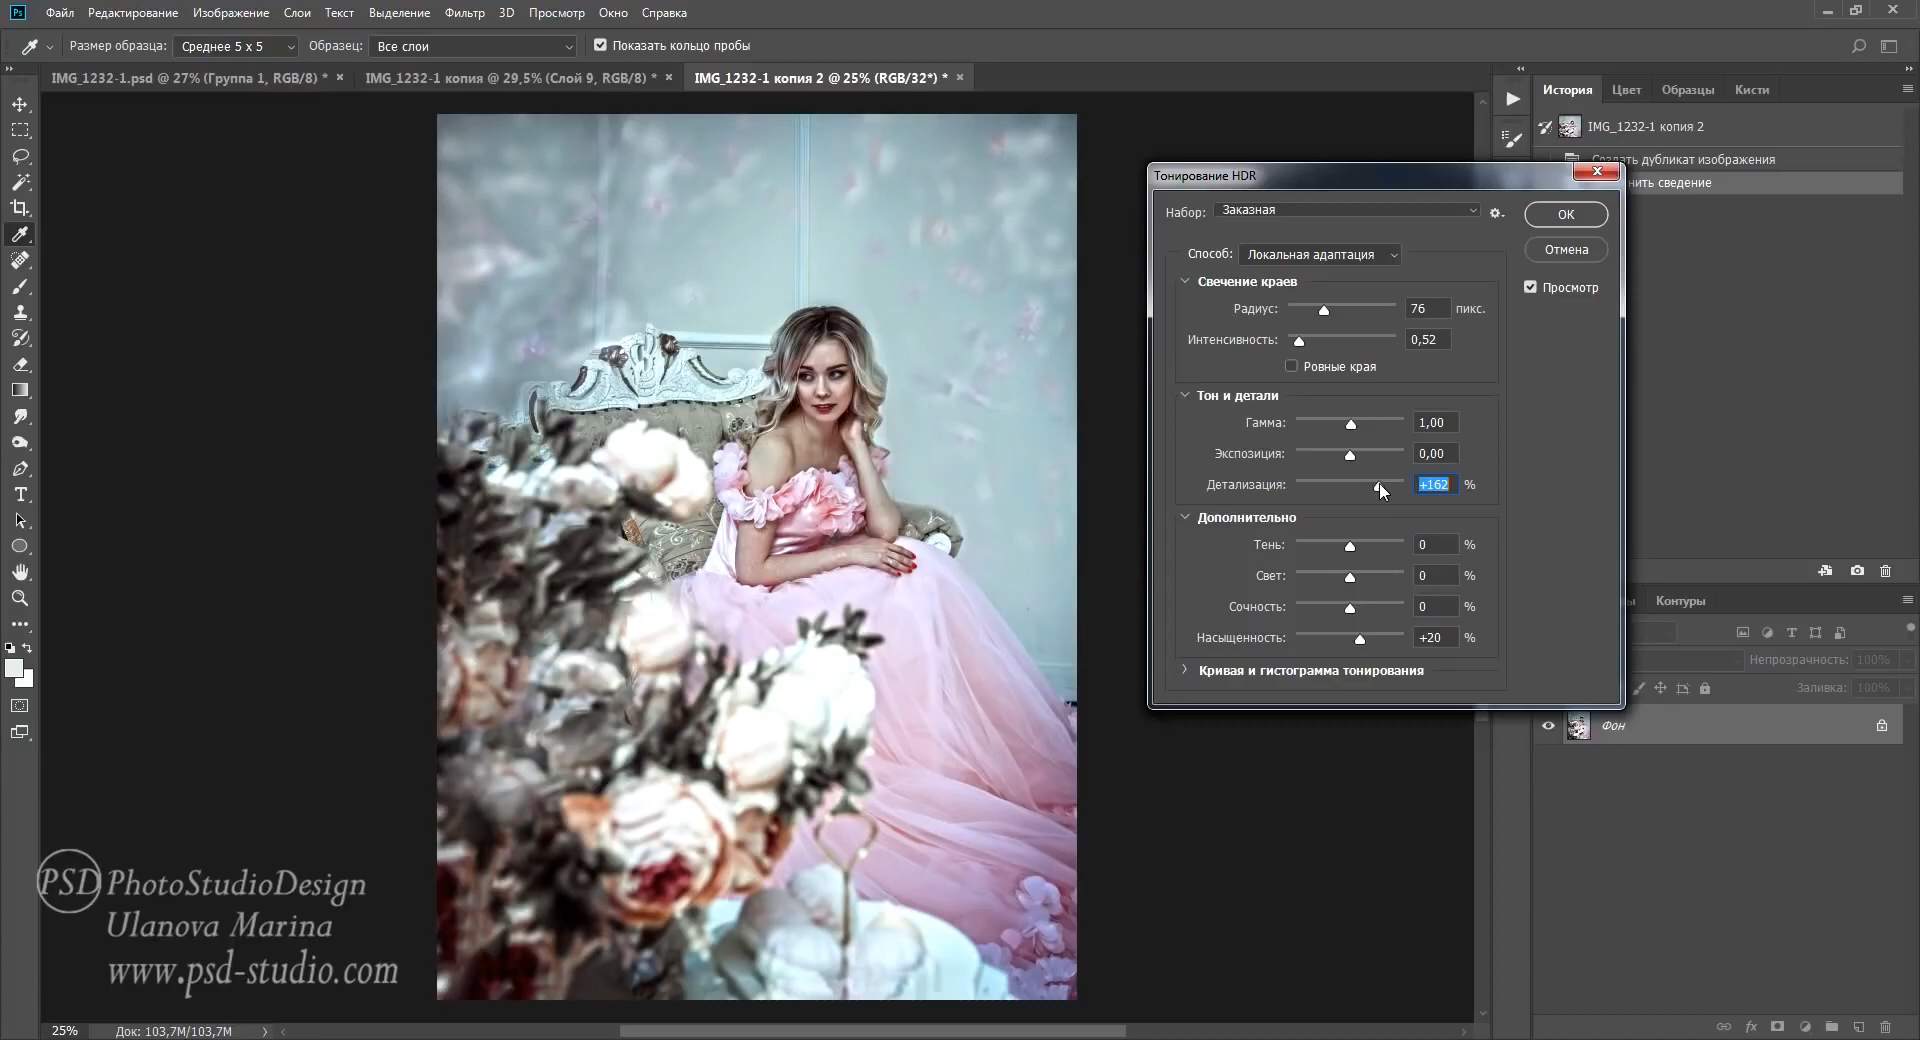 Ps Файл Редактирование Изображение Слои Текст Выделение Фильтр 3D Просмотр Окно Справка
Размер образца: Среднее 5 x 5 Образец: Все слои Показать кольцо пробы
IMG_1232-1.psd @ 27% (Группа 1, RGB/8) * IMG_1232-1 копия @ 29,5% (Слой 9, RGB/8) * IMG_1232-1 копия 2 @ 25% (RGB/32*) *
История Цвет Образцы Кисти
IMG_1232-1 копия 2
Создать дубликат изображения
нить сведение
Тонирование HDR
Набор: Заказная
OK
Способ: Локальная адаптация
Отмена
Свечение краев
Просмотр
Радиус: 76 пикс.
Интенсивность: 0,52
Ровные края
Тон и детали
Гамма: 1,00
Экспозиция: 0,00
Детализация: +162 %
Дополнительно
Тень: 0 %
Свет: 0 %
Сочность: 0 %
Насыщенность: +20 %
Кривая и гистограмма тонирования
ы Контуры
Непрозрачность: 100%
Заливка: 100%
Фон
PSD PhotoStudioDesign
Ulanova Marina
www.psd-studio.com
25% Док: 103,7M/103,7M